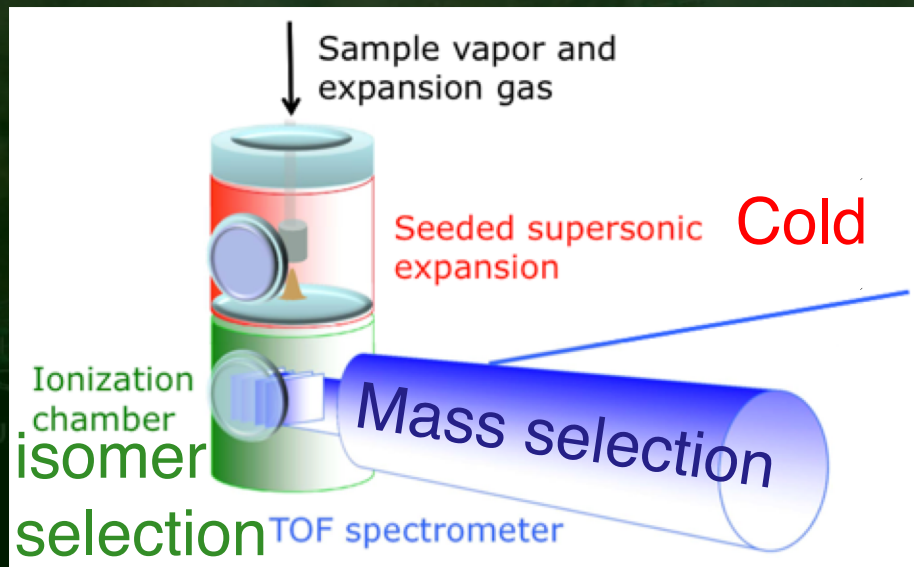 Sample vapor and
expansion gas
Seeded supersonic
expansion
Cold
Ionization
chamber
isomer
selection
Mass selection
TOF spectrometer